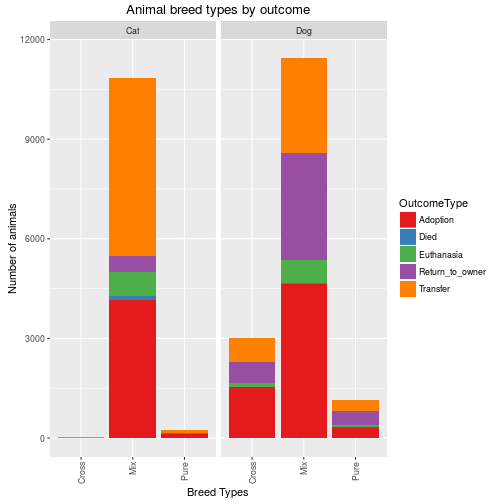 Animal breed types by outcome
Cat
Dog
12000
9000
6000
3000
0
Number of animals
Cross
Mix
Pure
Cross
Mix
Pure
Breed Types
OutcomeType
Adoption
Died
Euthanasia
Return_to_owner
Transfer